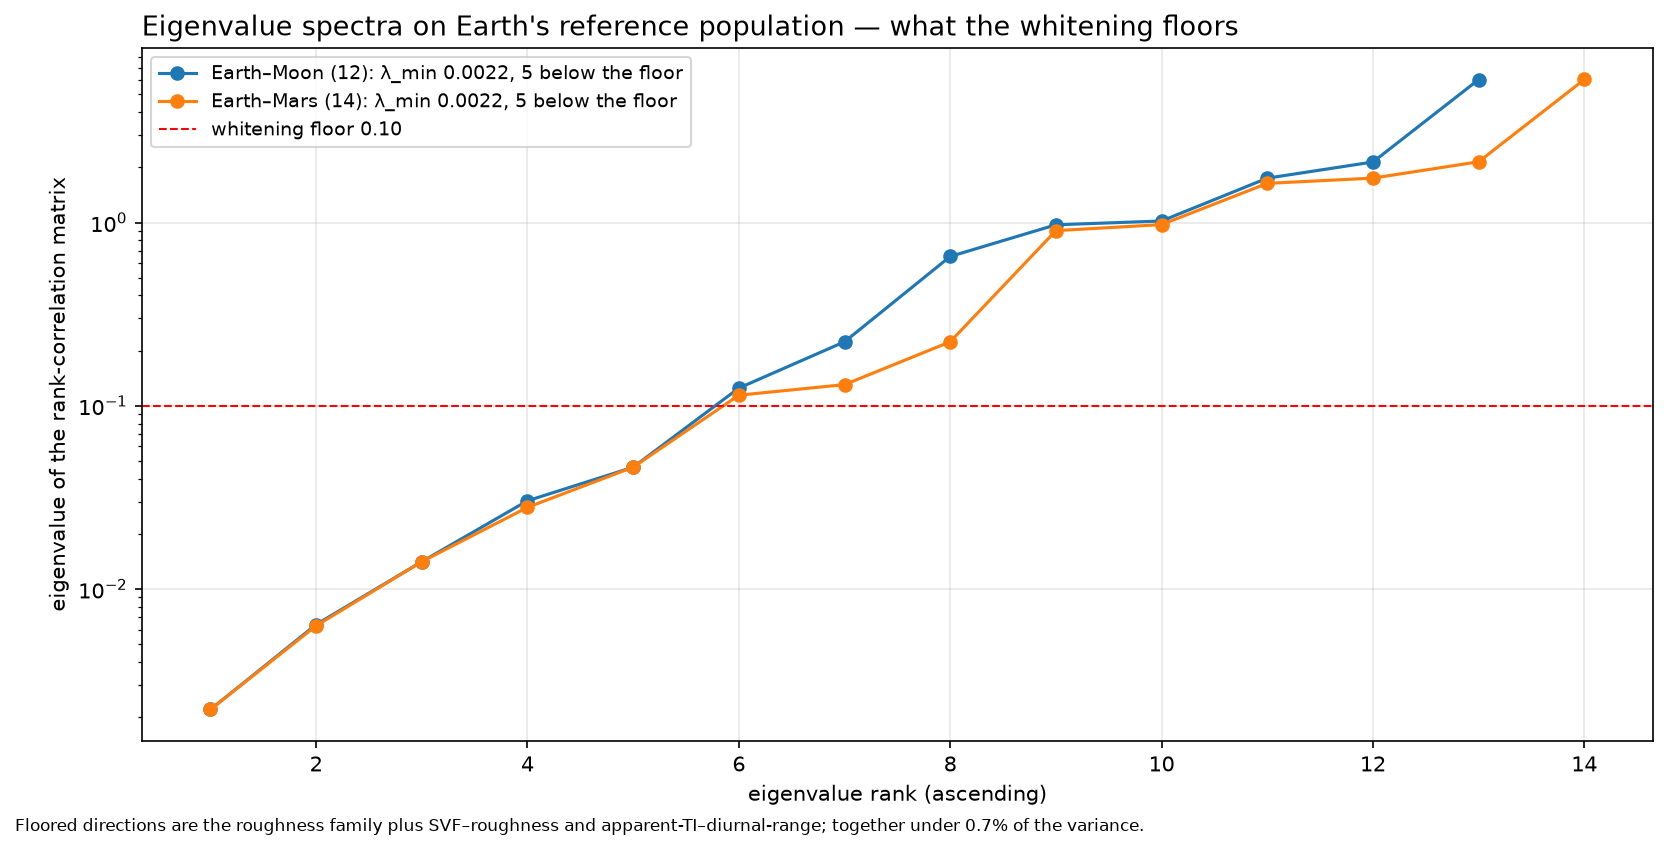 Eigenvalue spectra on Earth's reference population — what the whitening floors
Earth–Moon (12): λ_min 0.0022, 5 below the floor
Earth–Mars (14): λ_min 0.0022, 5 below the floor
whitening floor 0.10
eigenvalue of the rank-correlation matrix
10⁰
10⁻¹
10⁻²
2 4 6 8 10 12 14
eigenvalue rank (ascending)
Floored directions are the roughness family plus SVF–roughness and apparent-TI–diurnal-range; together under 0.7% of the variance.